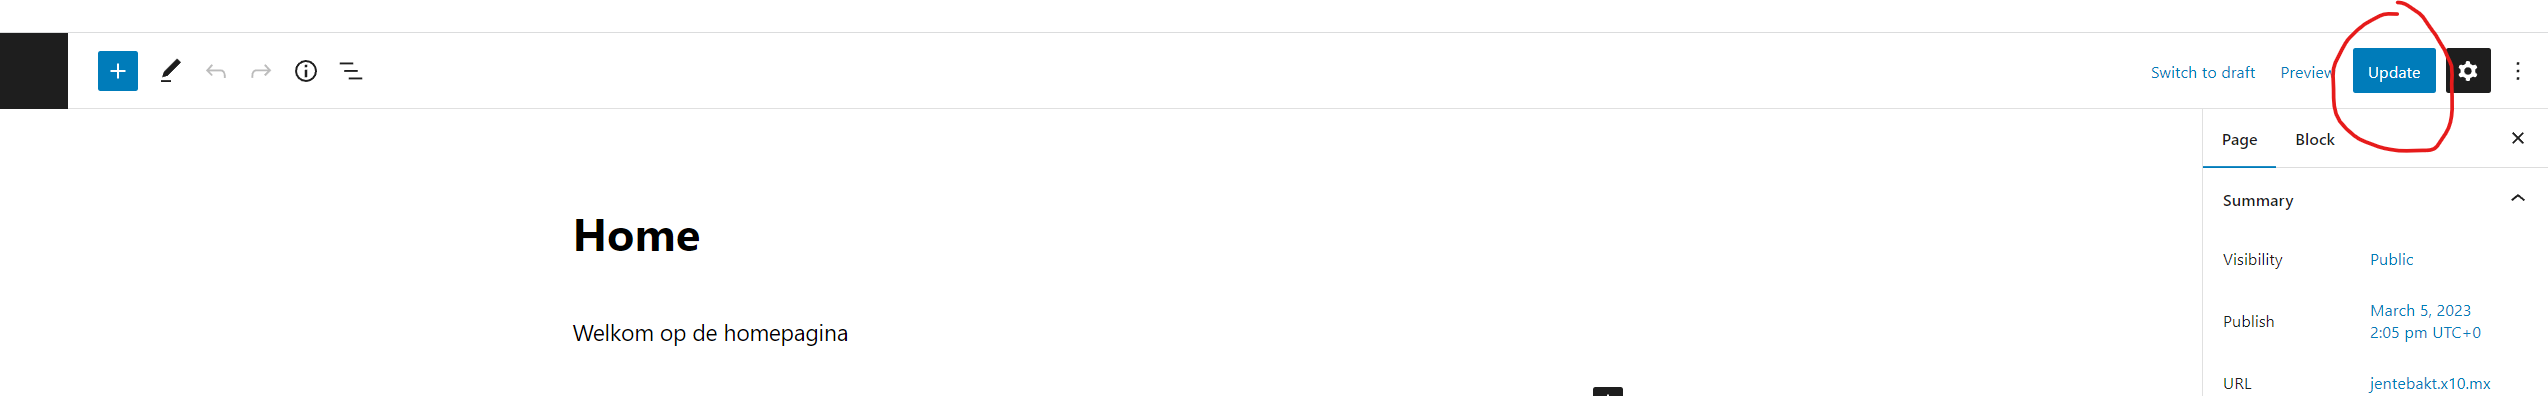 Switch to draft Preview Update
Page Block
Summary
Home
Visibility Public
Welkom op de homepagina
Publish March 5, 2023
2:05 pm UTC+0
URL jentebakt.x10.mx